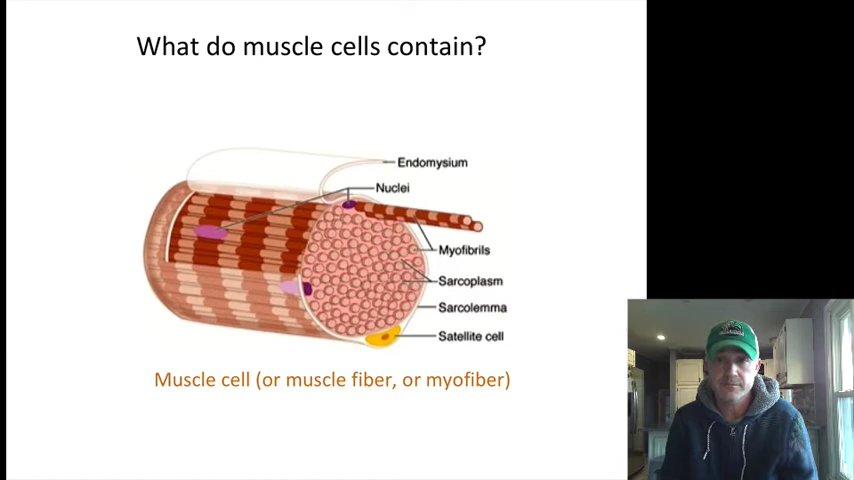 What do muscle cells contain?
Endomysium
Nuclei
Myofibrils
Sarcoplasm
Sarcolemma
Satellite cell
Muscle cell (or muscle fiber, or myofiber)